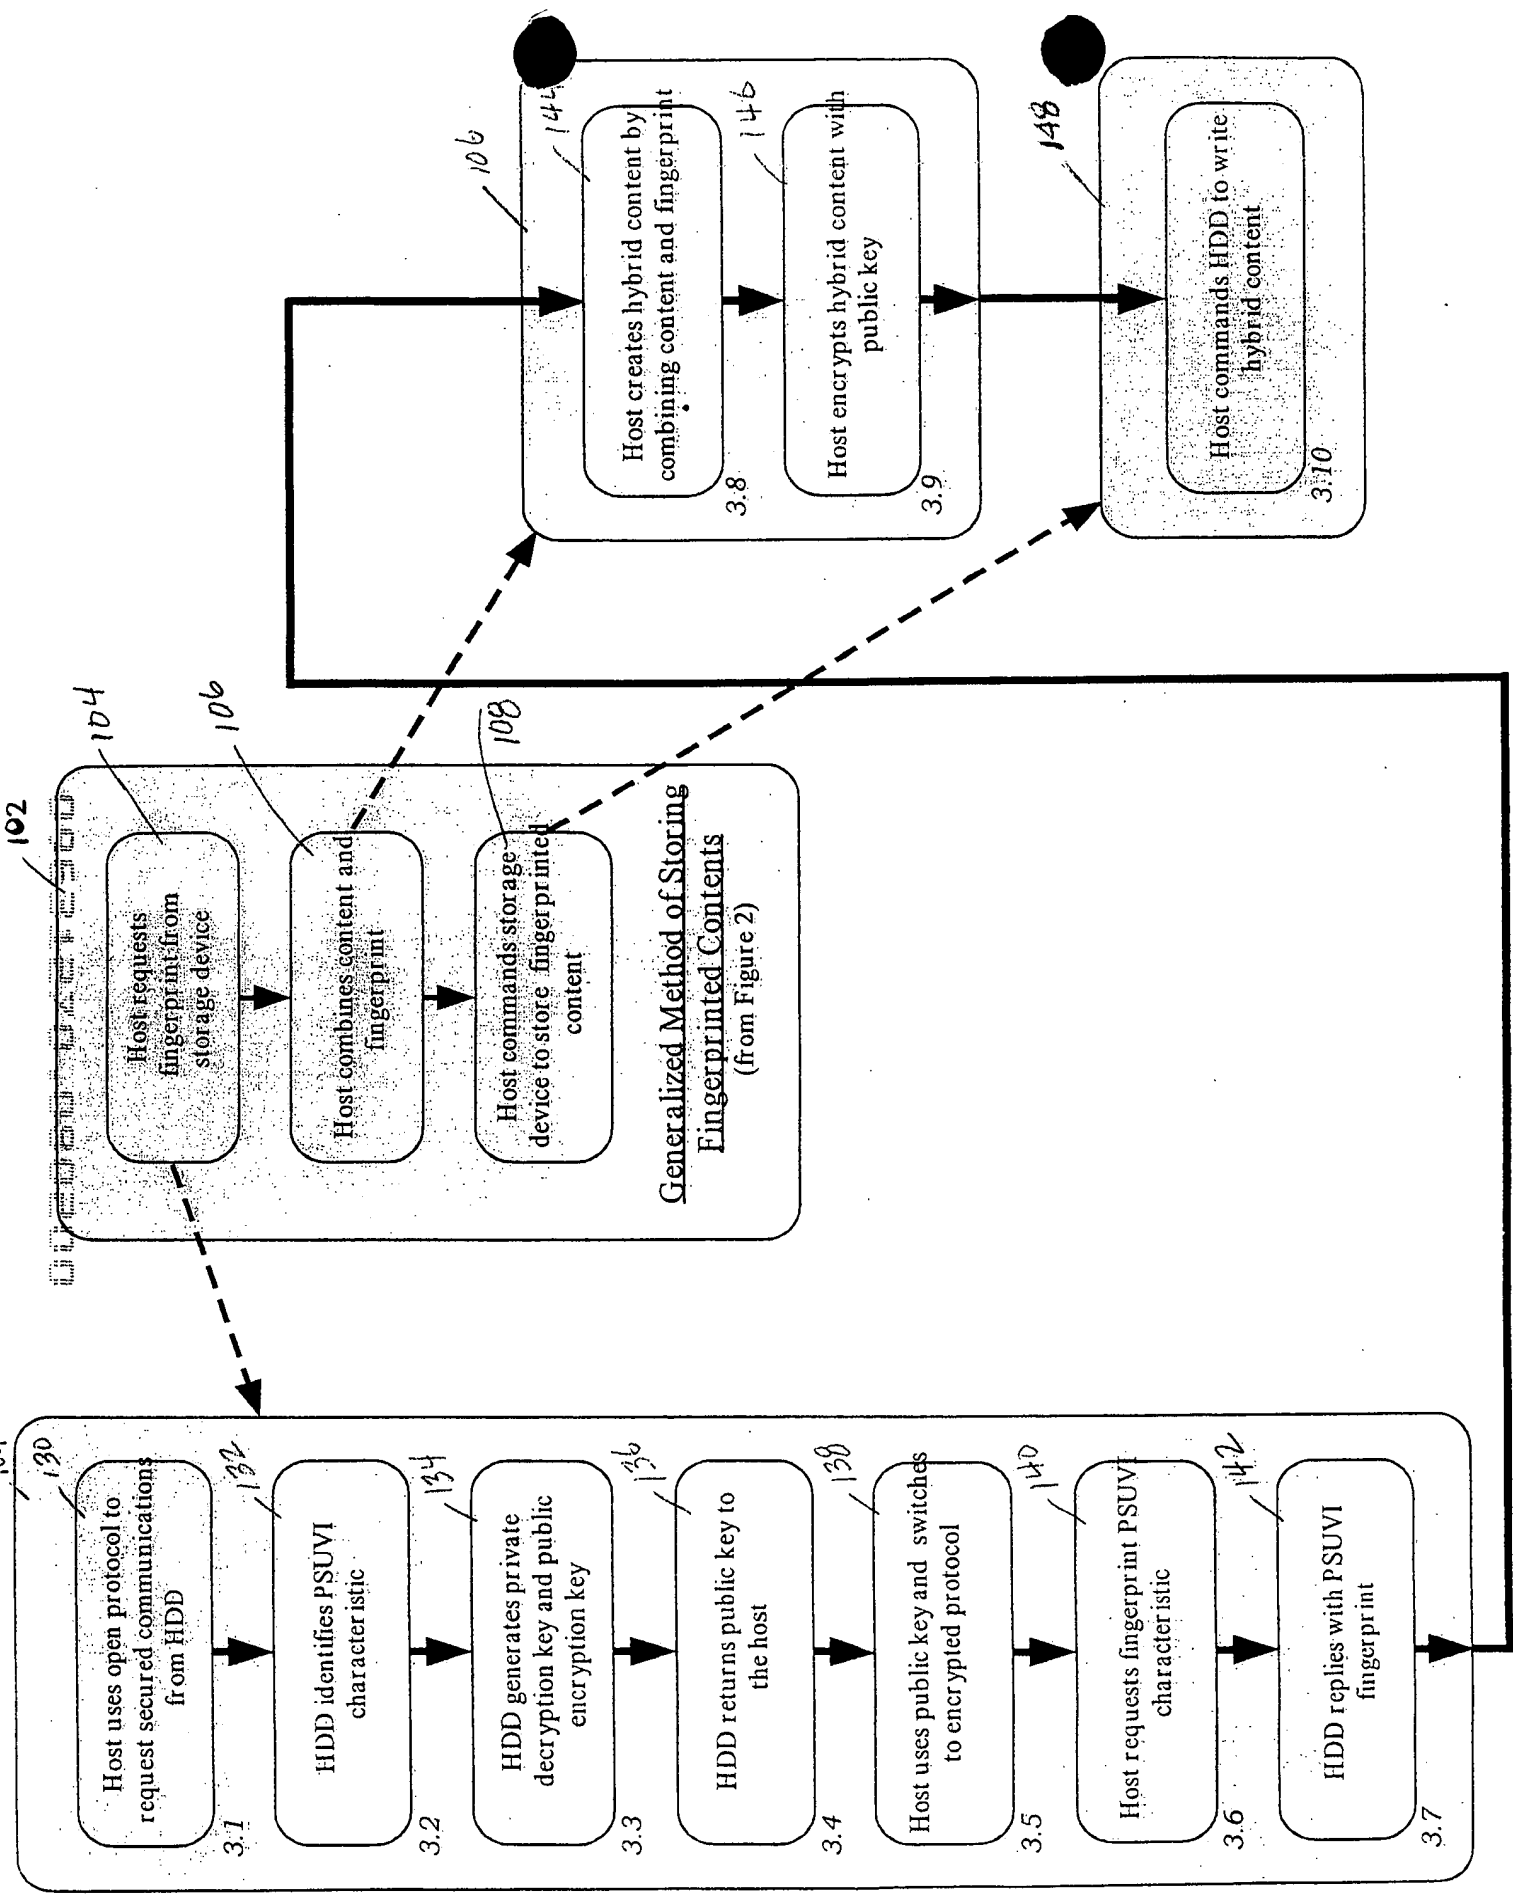 130
Host uses open protocol to
request secured communications
from HDD
3.1
132
HDD identifies PSUVI
characteristic
3.2
134
HDD generates private
decryption key and public
encryption key
3.3
136
HDD returns public key to
the host
3.4
138
Host uses public key and switches
to encrypted protocol
3.5
140
Host requests fingerprint PSUVI
characteristic
3.6
142
HDD replies with PSUVI
fingerprint
3.7
102
104
Host requests
fingerprint from
storage device
106
Host combines content and
fingerprint
108
Host commands storage
device to store fingerprinted
content
Generalized Method of Storing
Fingerprinted Contents
(from Figure 2)
106
144
Host creates hybrid content by
combining content and fingerprint
3.8
146
Host encrypts hybrid content with
public key
3.9
148
Host commands HDD to write
hybrid content
3.10